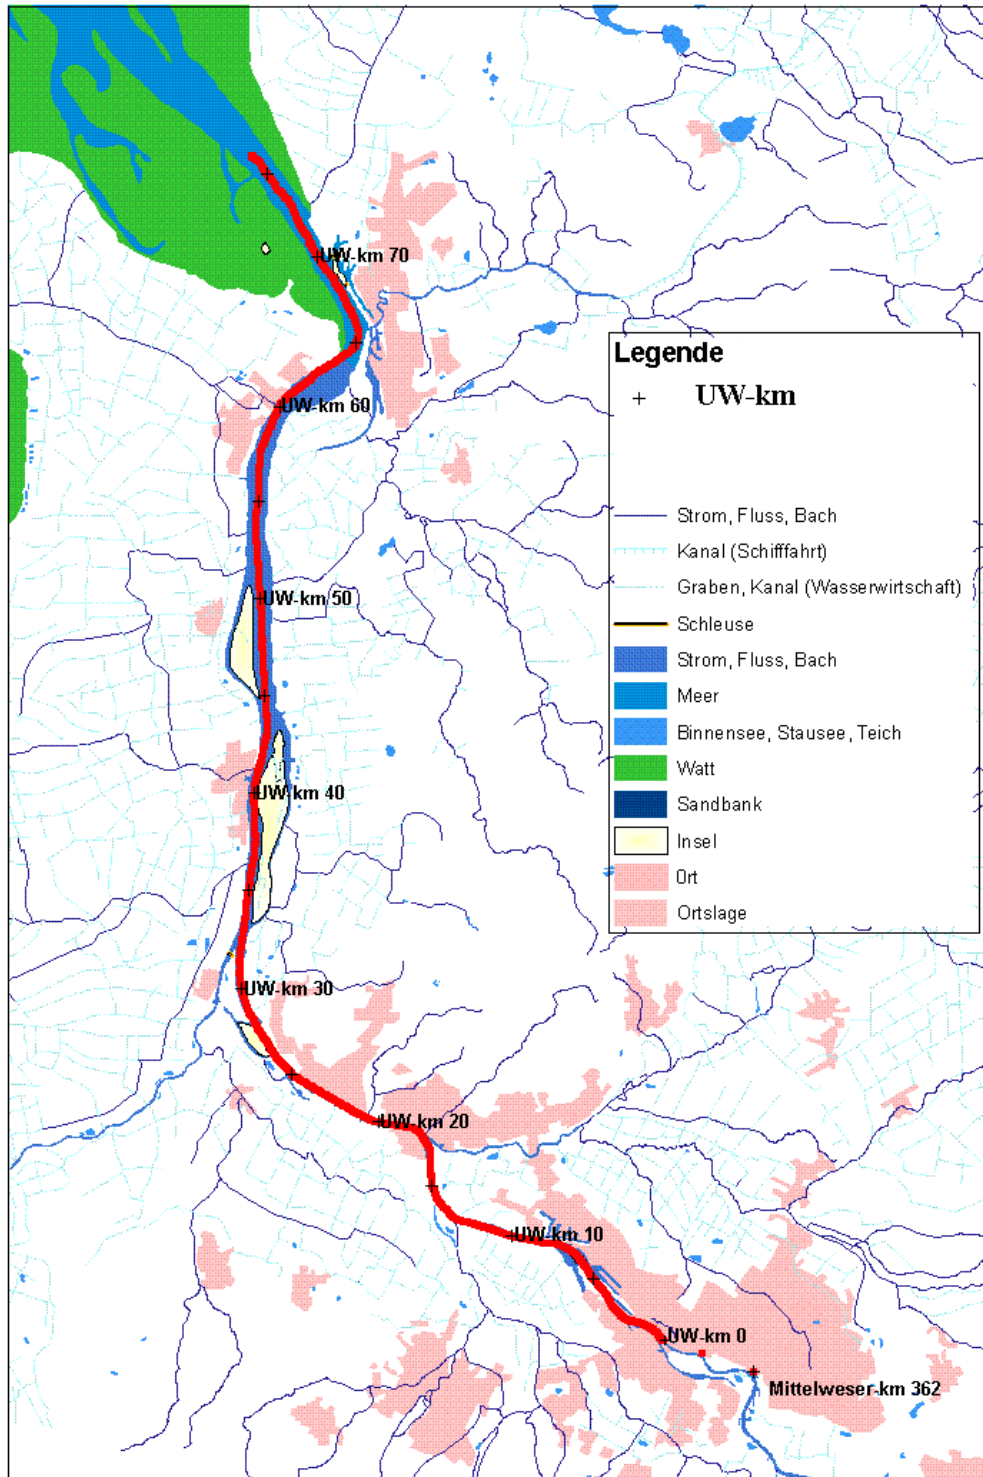 UW-km 70
Legende
UW-km
UW-km 60
Strom, Fluss, Bach
Kanal (Schifffahrt)
Graben, Kanal (Wasserwirtschaft)
UW-km 50
Schleuse
Strom, Fluss, Bach
Meer
Binnensee, Stausee, Teich
Watt
UW-km 40
Sandbank
Insel
Ort
Ortslage
UW-km 30
UW-km 20
UW-km 10
UW-km 0
Mittelweser-km 362